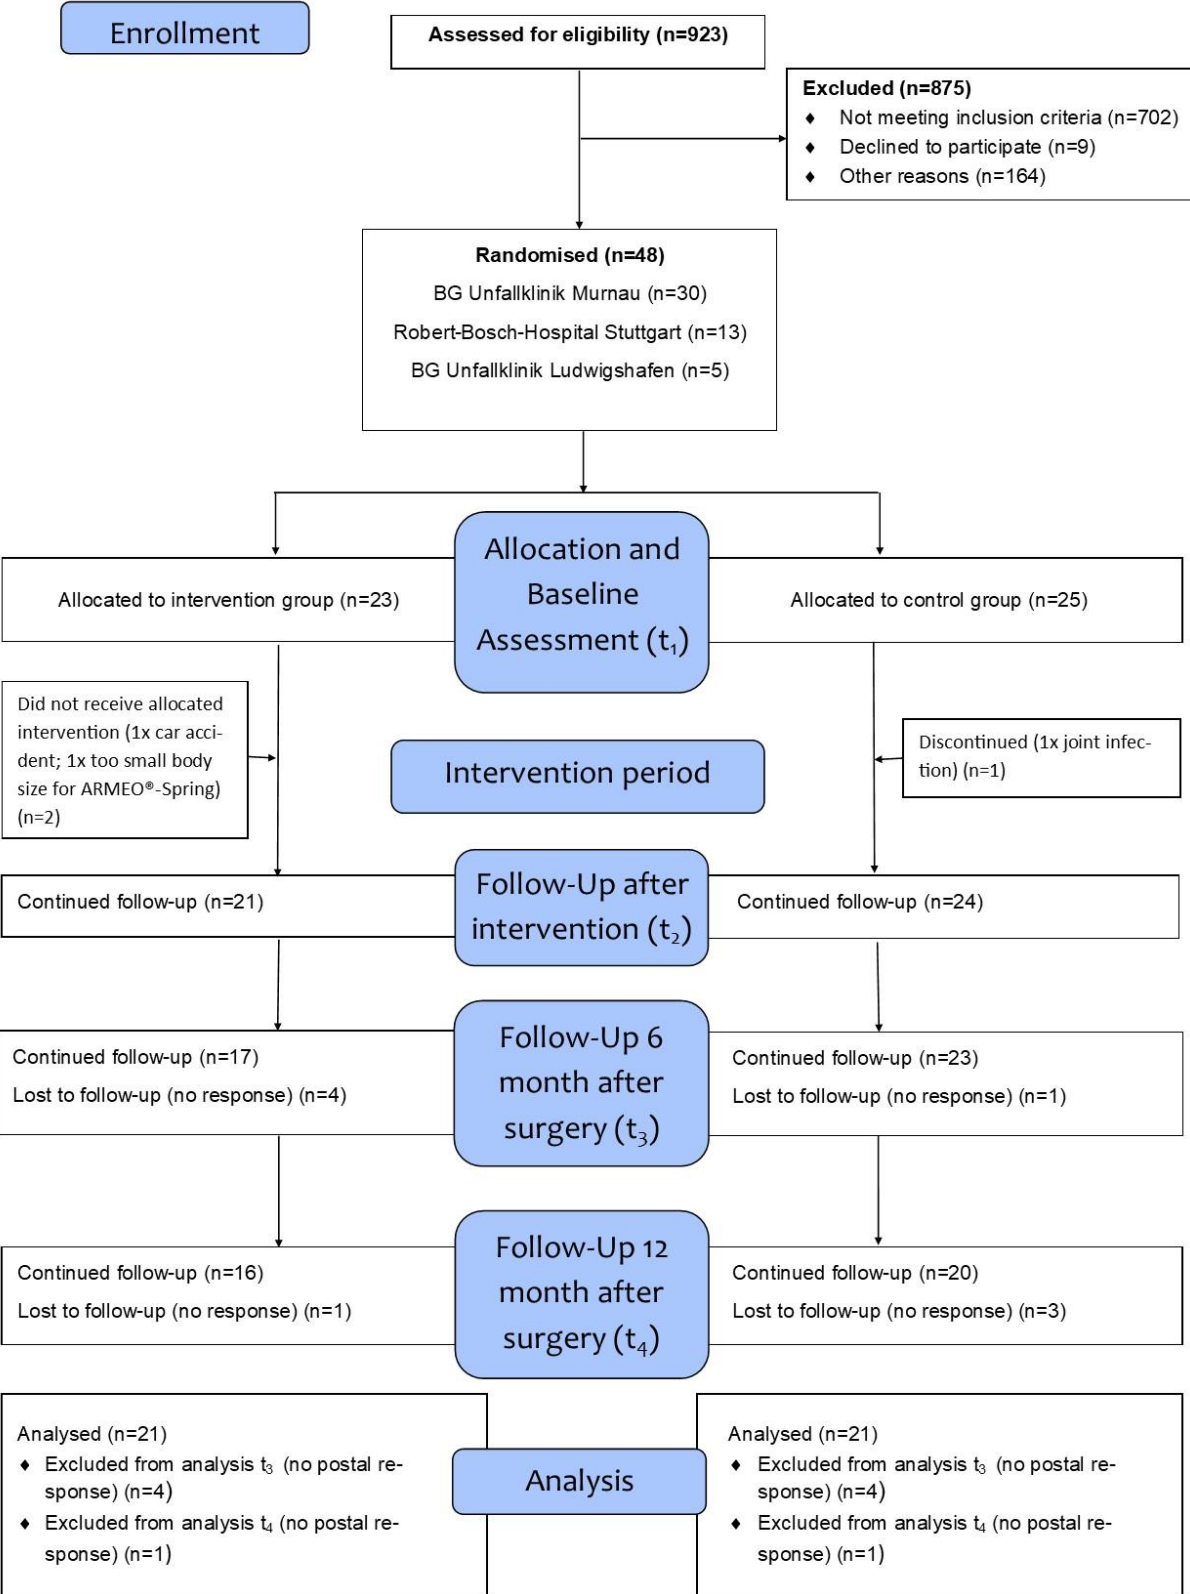 Enrollment
Assessed for eligibility (n=923)
Excluded (n=875)
♦ Not meeting inclusion criteria (n=702)
♦ Declined to participate (n=9)
♦ Other reasons (n=164)
Randomised (n=48)
BG Unfallklinik Murnau (n=30)
Robert-Bosch-Hospital Stuttgart (n=13)
BG Unfallklinik Ludwigshafen (n=5)
Allocation and
Baseline
Assessment (t₁)
Allocated to intervention group (n=23)
Allocated to control group (n=25)
Did not receive allocated
intervention (1x car acci-
dent; 1x too small body
size for ARMEO®-Spring)
(n=2)
Intervention period
Discontinued (1x joint infec-
tion) (n=1)
Follow-Up after
intervention (t₂)
Continued follow-up (n=21)
Continued follow-up (n=24)
Follow-Up 6
month after
surgery (t₃)
Continued follow-up (n=17)
Lost to follow-up (no response) (n=4)
Continued follow-up (n=23)
Lost to follow-up (no response) (n=1)
Follow-Up 12
month after
surgery (t₄)
Continued follow-up (n=16)
Lost to follow-up (no response) (n=1)
Continued follow-up (n=20)
Lost to follow-up (no response) (n=3)
Analysis
Analysed (n=21)
♦ Excluded from analysis t₃ (no postal re-
sponse) (n=4)
♦ Excluded from analysis t₄ (no postal re-
sponse) (n=1)
Analysed (n=21)
♦ Excluded from analysis t₃ (no postal re-
sponse) (n=4)
♦ Excluded from analysis t₄ (no postal re-
sponse) (n=1)